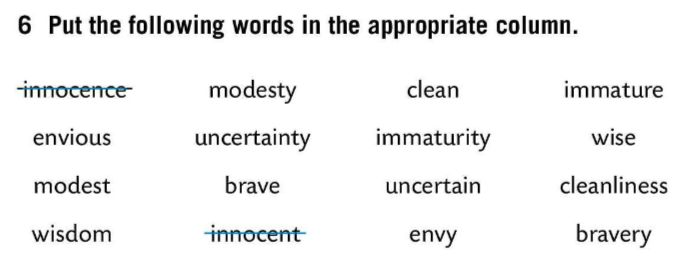 6 Put the following words in the appropriate column.
innocence modesty clean immature
envious uncertainty immaturity wise
modest brave uncertain cleanliness
wisdom innocent envy bravery